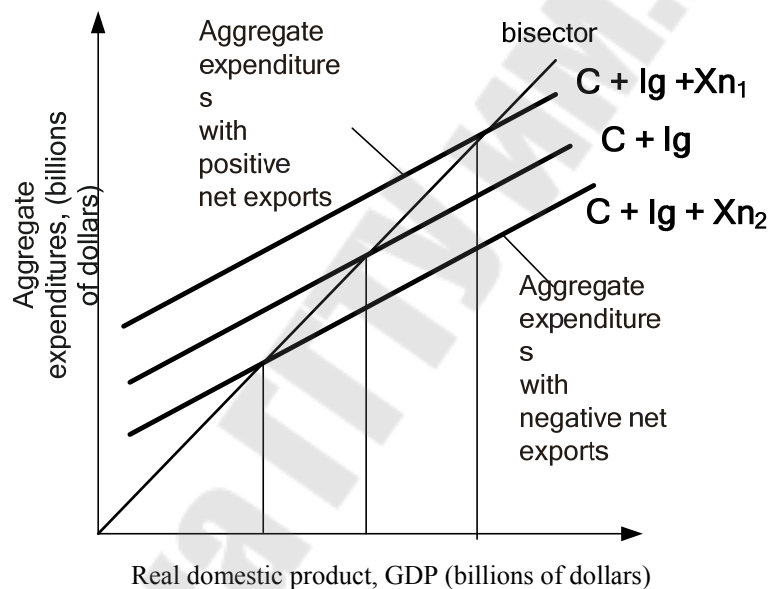 Aggregate
expenditure
s
with
positive
net exports
bisector
C + Ig +Xn₁
C + Ig
C + Ig + Xn₂
Aggregate
expenditures, (billions
of dollars)
Aggregate
expenditure
s
with
negative net
exports
Real domestic product, GDP (billions of dollars)